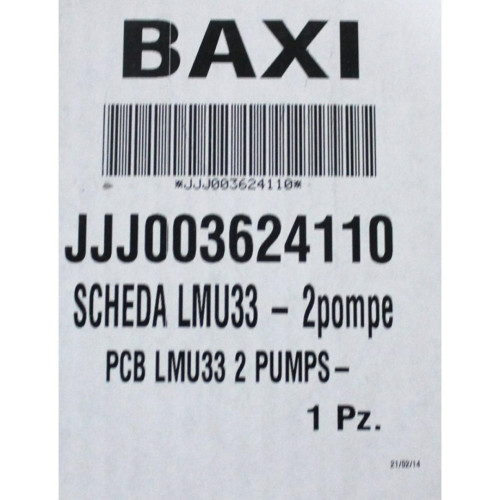 BAXI
*JJJ003624110*
JJJ003624110
SCHEDA LMU33 – 2pompe
PCB LMU33 2 PUMPS–
1 Pz.
21/02/14